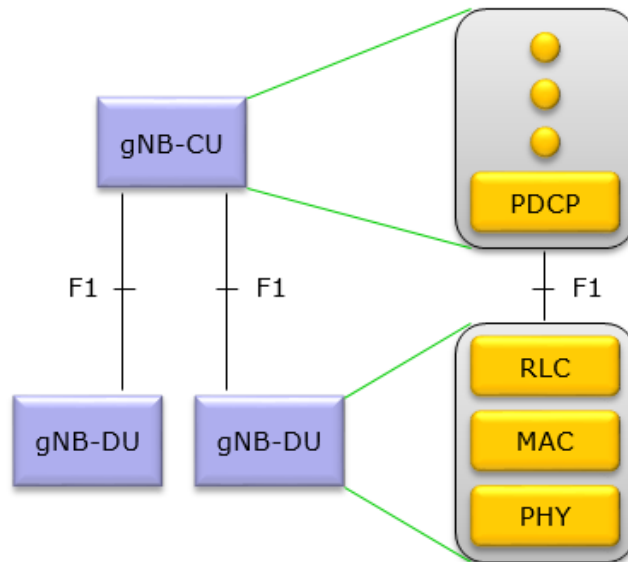 gNB-CU
PDCP
F1
F1
F1
RLC
gNB-DU
gNB-DU
MAC
PHY